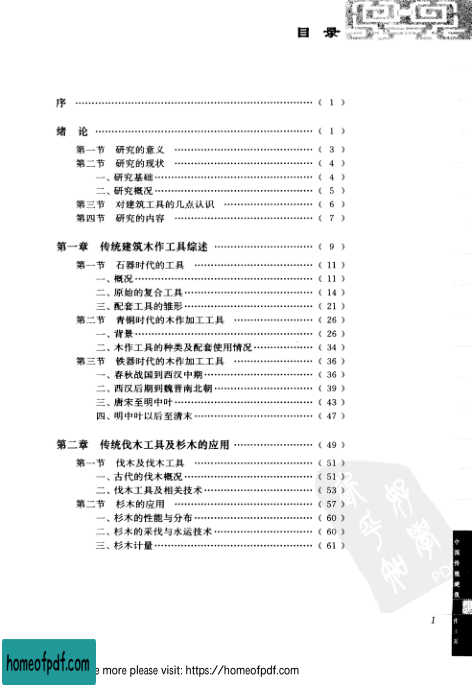 目 录
序 ……………………………………………（ 1 ）
绪 论 ……………………………………………（ 1 ）
第一节 研究的意义 ……………………………（ 3 ）
第二节 研究的现状 ……………………………（ 4 ）
一、研究基础……………………………（ 4 ）
二、研究概况……………………………（ 5 ）
第三节 对建筑工具的几点认识 …………………（ 6 ）
第四节 研究的内容 ……………………………（ 7 ）
第一章 传统建筑木作工具综述 …………………（ 9 ）
第一节 石器时代的工具 …………………………（ 11 ）
一、概况…………………………………（ 11 ）
二、原始的复合工具……………………（ 14 ）
三、配套工具的雏形……………………（ 21 ）
第二节 青铜时代的木作加工工具 ………………（ 26 ）
一、背景…………………………………（ 26 ）
二、木作工具的种类及配套使用情况…………（ 34 ）
第三节 铁器时代的木作加工工具 ………………（ 36 ）
一、春秋战国到西汉中期………………………（ 36 ）
二、西汉后期到魏晋南北朝……………………（ 39 ）
三、唐宋至明中叶………………………（ 43 ）
四、明中叶以后至清末…………………（ 47 ）
第二章 传统伐木工具及杉木的应用 ………………（ 49 ）
第一节 伐木及伐木工具 …………………………（ 51 ）
一、古代的伐木概况……………………（ 51 ）
二、伐木工具及相关技术………………（ 53 ）
第二节 杉木的应用 ……………………………（ 57 ）
一、杉木的性能与分布…………………（ 60 ）
二、杉木的采伐与水运技术……………（ 60 ）
三、杉木计量……………………………（ 61 ）
中国传统建筑
1
homeofpdf.com
e more please visit: https://homeofpdf.com